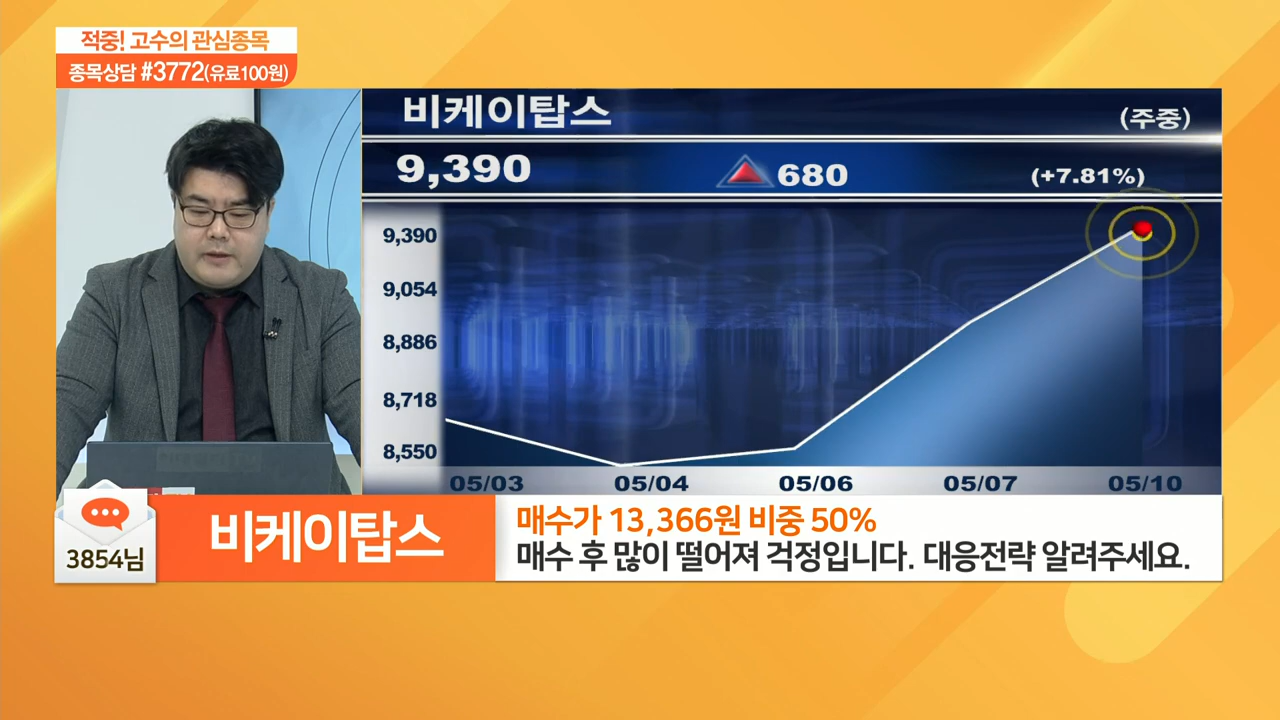 적중! 고수의 관심종목
종목상담 #3772(유료100원)
비케이탑스
(주중)
9,390
680
(+7.81%)
9,390
9,054
8,886
8,718
8,550
05/03 05/04 05/06 05/07 05/10
3854님
비케이탑스
매수가 13,366원 비중 50%
매수 후 많이 떨어져 걱정입니다. 대응전략 알려주세요.